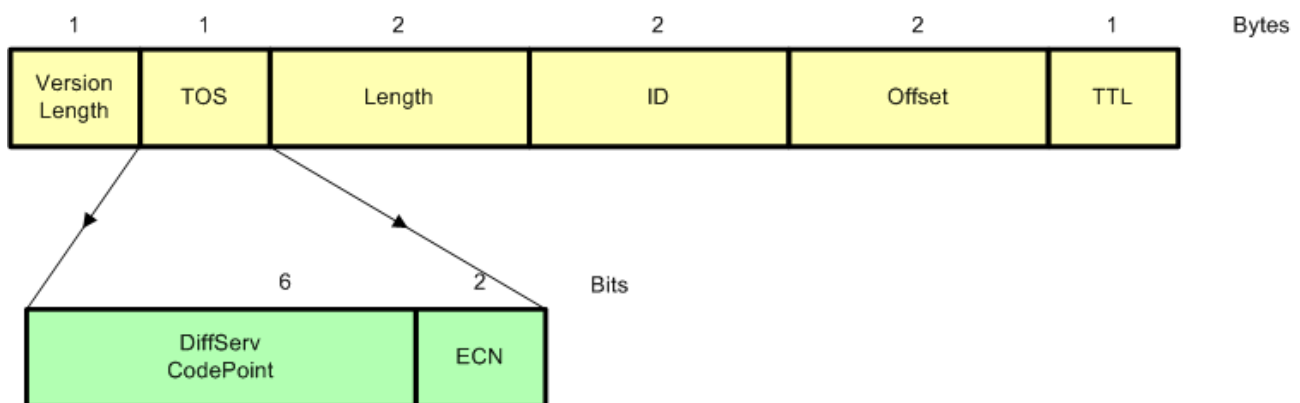 1 1 2 2 2 1 Bytes
Version
Length
TOS Length ID Offset TTL
6 2 Bits
DiffServ
CodePoint
ECN